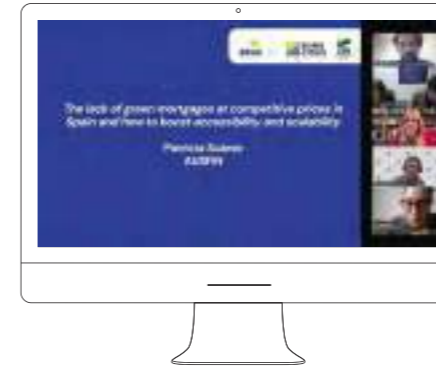 The lack of green mortgages at competitive prices in
Spain and how to boost accessibility and scalability
Patricia Suárez
ASUFIN